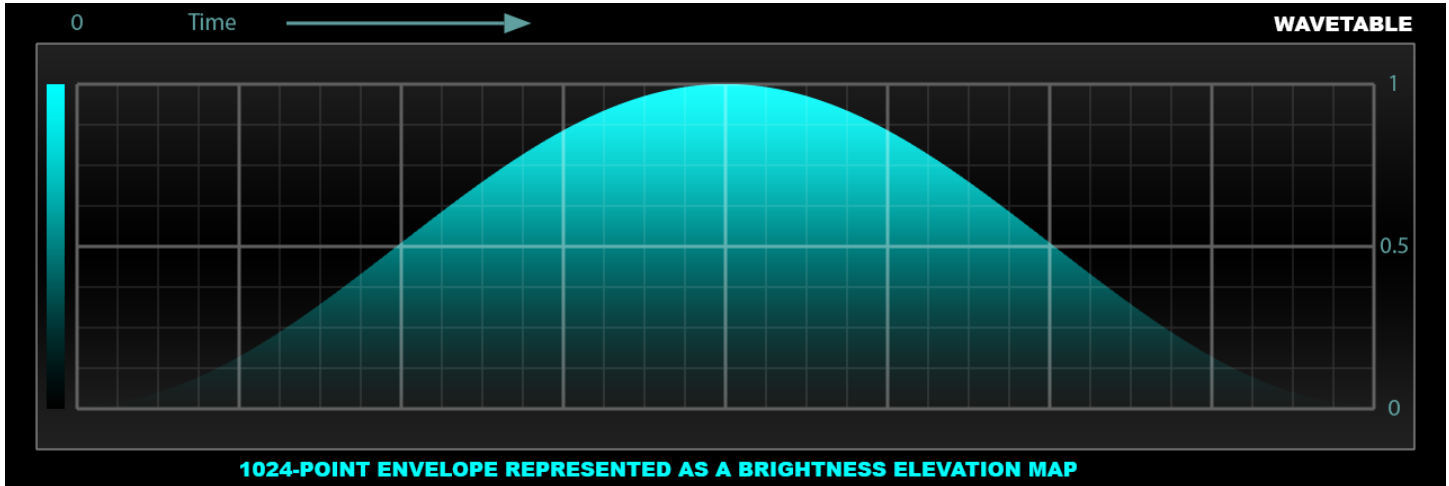 0 Time WAVETABLE
1
0.5
0
1024-POINT ENVELOPE REPRESENTED AS A BRIGHTNESS ELEVATION MAP